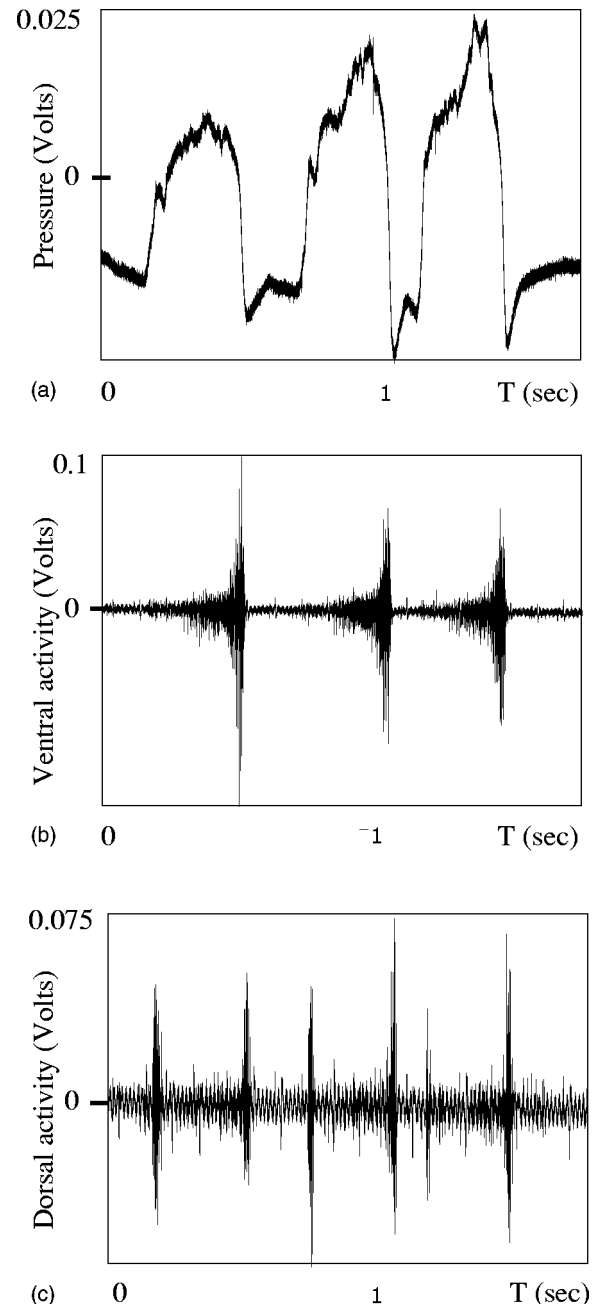 0.025
Pressure (Volts)
0
(a) 0 1 T (sec)
0.1
Ventral activity (Volts)
0
(b) 0 ⁻1 T (sec)
0.075
Dorsal activity (Volts)
0
(c) 0 1 T (sec)